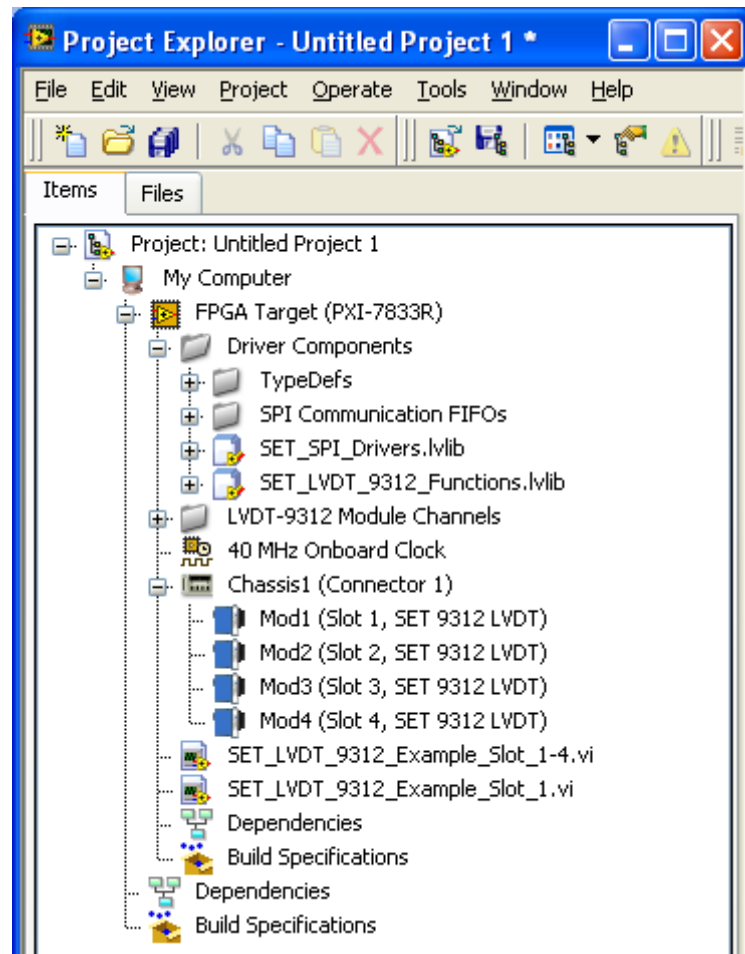 Project Explorer - Untitled Project 1 *
File Edit View Project Operate Tools Window Help
Items Files
Project: Untitled Project 1
My Computer
FPGA Target (PXI-7833R)
Driver Components
TypeDefs
SPI Communication FIFOs
SET_SPI_Drivers.lvlib
SET_LVDT_9312_Functions.lvlib
LVDT-9312 Module Channels
40 MHz Onboard Clock
Chassis1 (Connector 1)
Mod1 (Slot 1, SET 9312 LVDT)
Mod2 (Slot 2, SET 9312 LVDT)
Mod3 (Slot 3, SET 9312 LVDT)
Mod4 (Slot 4, SET 9312 LVDT)
SET_LVDT_9312_Example_Slot_1-4.vi
SET_LVDT_9312_Example_Slot_1.vi
Dependencies
Build Specifications
Dependencies
Build Specifications